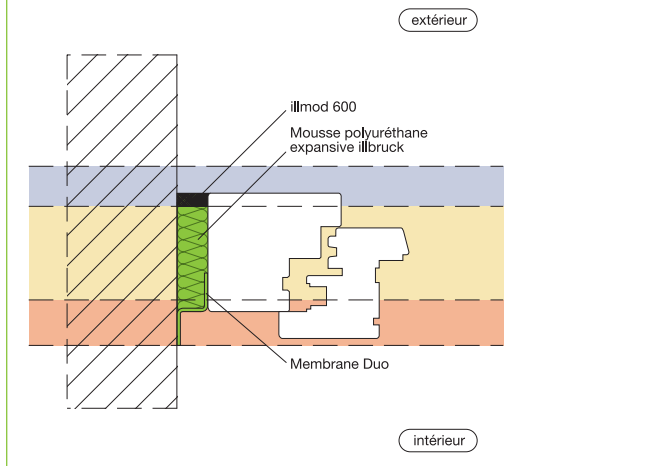 extérieur
illmod 600
Mousse polyuréthane
expansive illbruck
Membrane Duo
intérieur